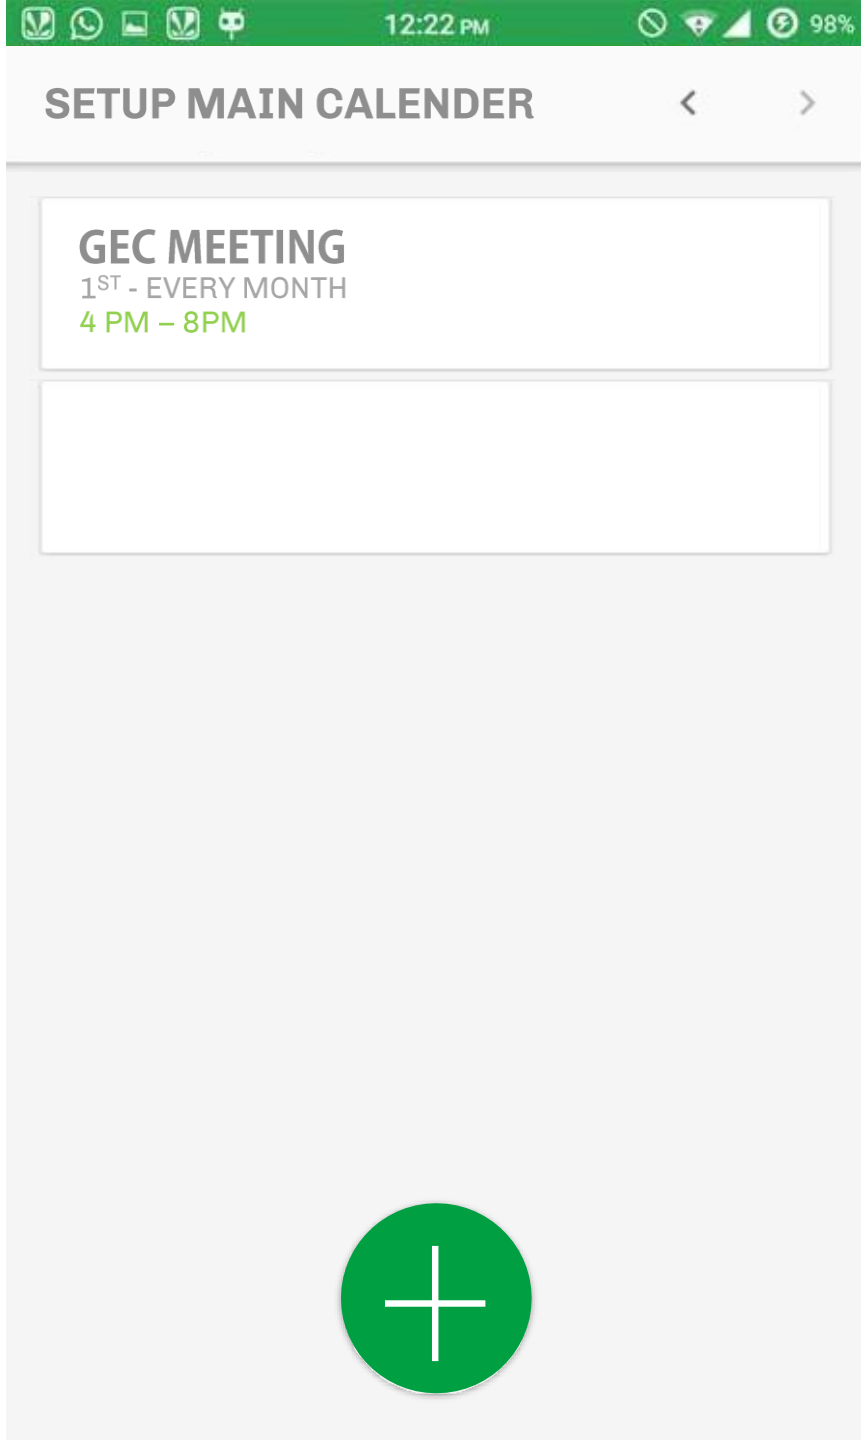 12:22 PM 98%
SETUP MAIN CALENDER
GEC MEETING
1ST - EVERY MONTH
4 PM – 8PM